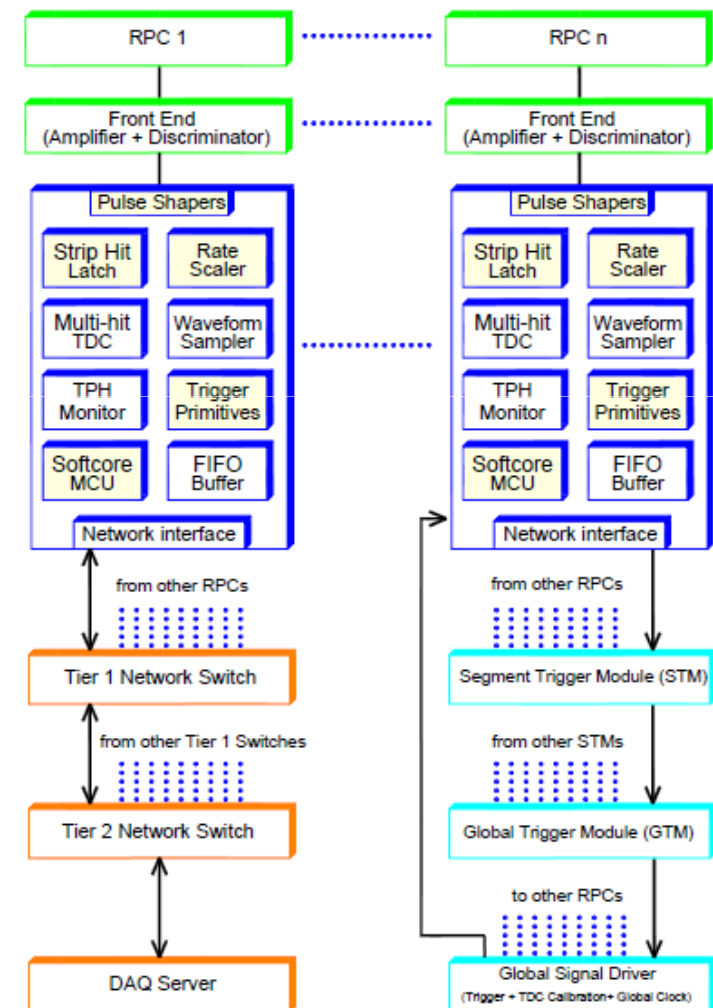 RPC 1
Front End
(Amplifier + Discriminator)
Pulse Shapers
Strip Hit
Latch
Rate
Scaler
Multi-hit
TDC
Waveform
Sampler
TPH
Monitor
Trigger
Primitives
Softcore
MCU
FIFO
Buffer
Network interface
from other RPCs
Tier 1 Network Switch
from other Tier 1 Switches
Tier 2 Network Switch
DAQ Server
RPC n
Front End
(Amplifier + Discriminator)
Pulse Shapers
Strip Hit
Latch
Rate
Scaler
Multi-hit
TDC
Waveform
Sampler
TPH
Monitor
Trigger
Primitives
Softcore
MCU
FIFO
Buffer
Network interface
from other RPCs
Segment Trigger Module (STM)
from other STMs
Global Trigger Module (GTM)
to other RPCs
Global Signal Driver
(Trigger + TDC Calibration+ Global Clock)